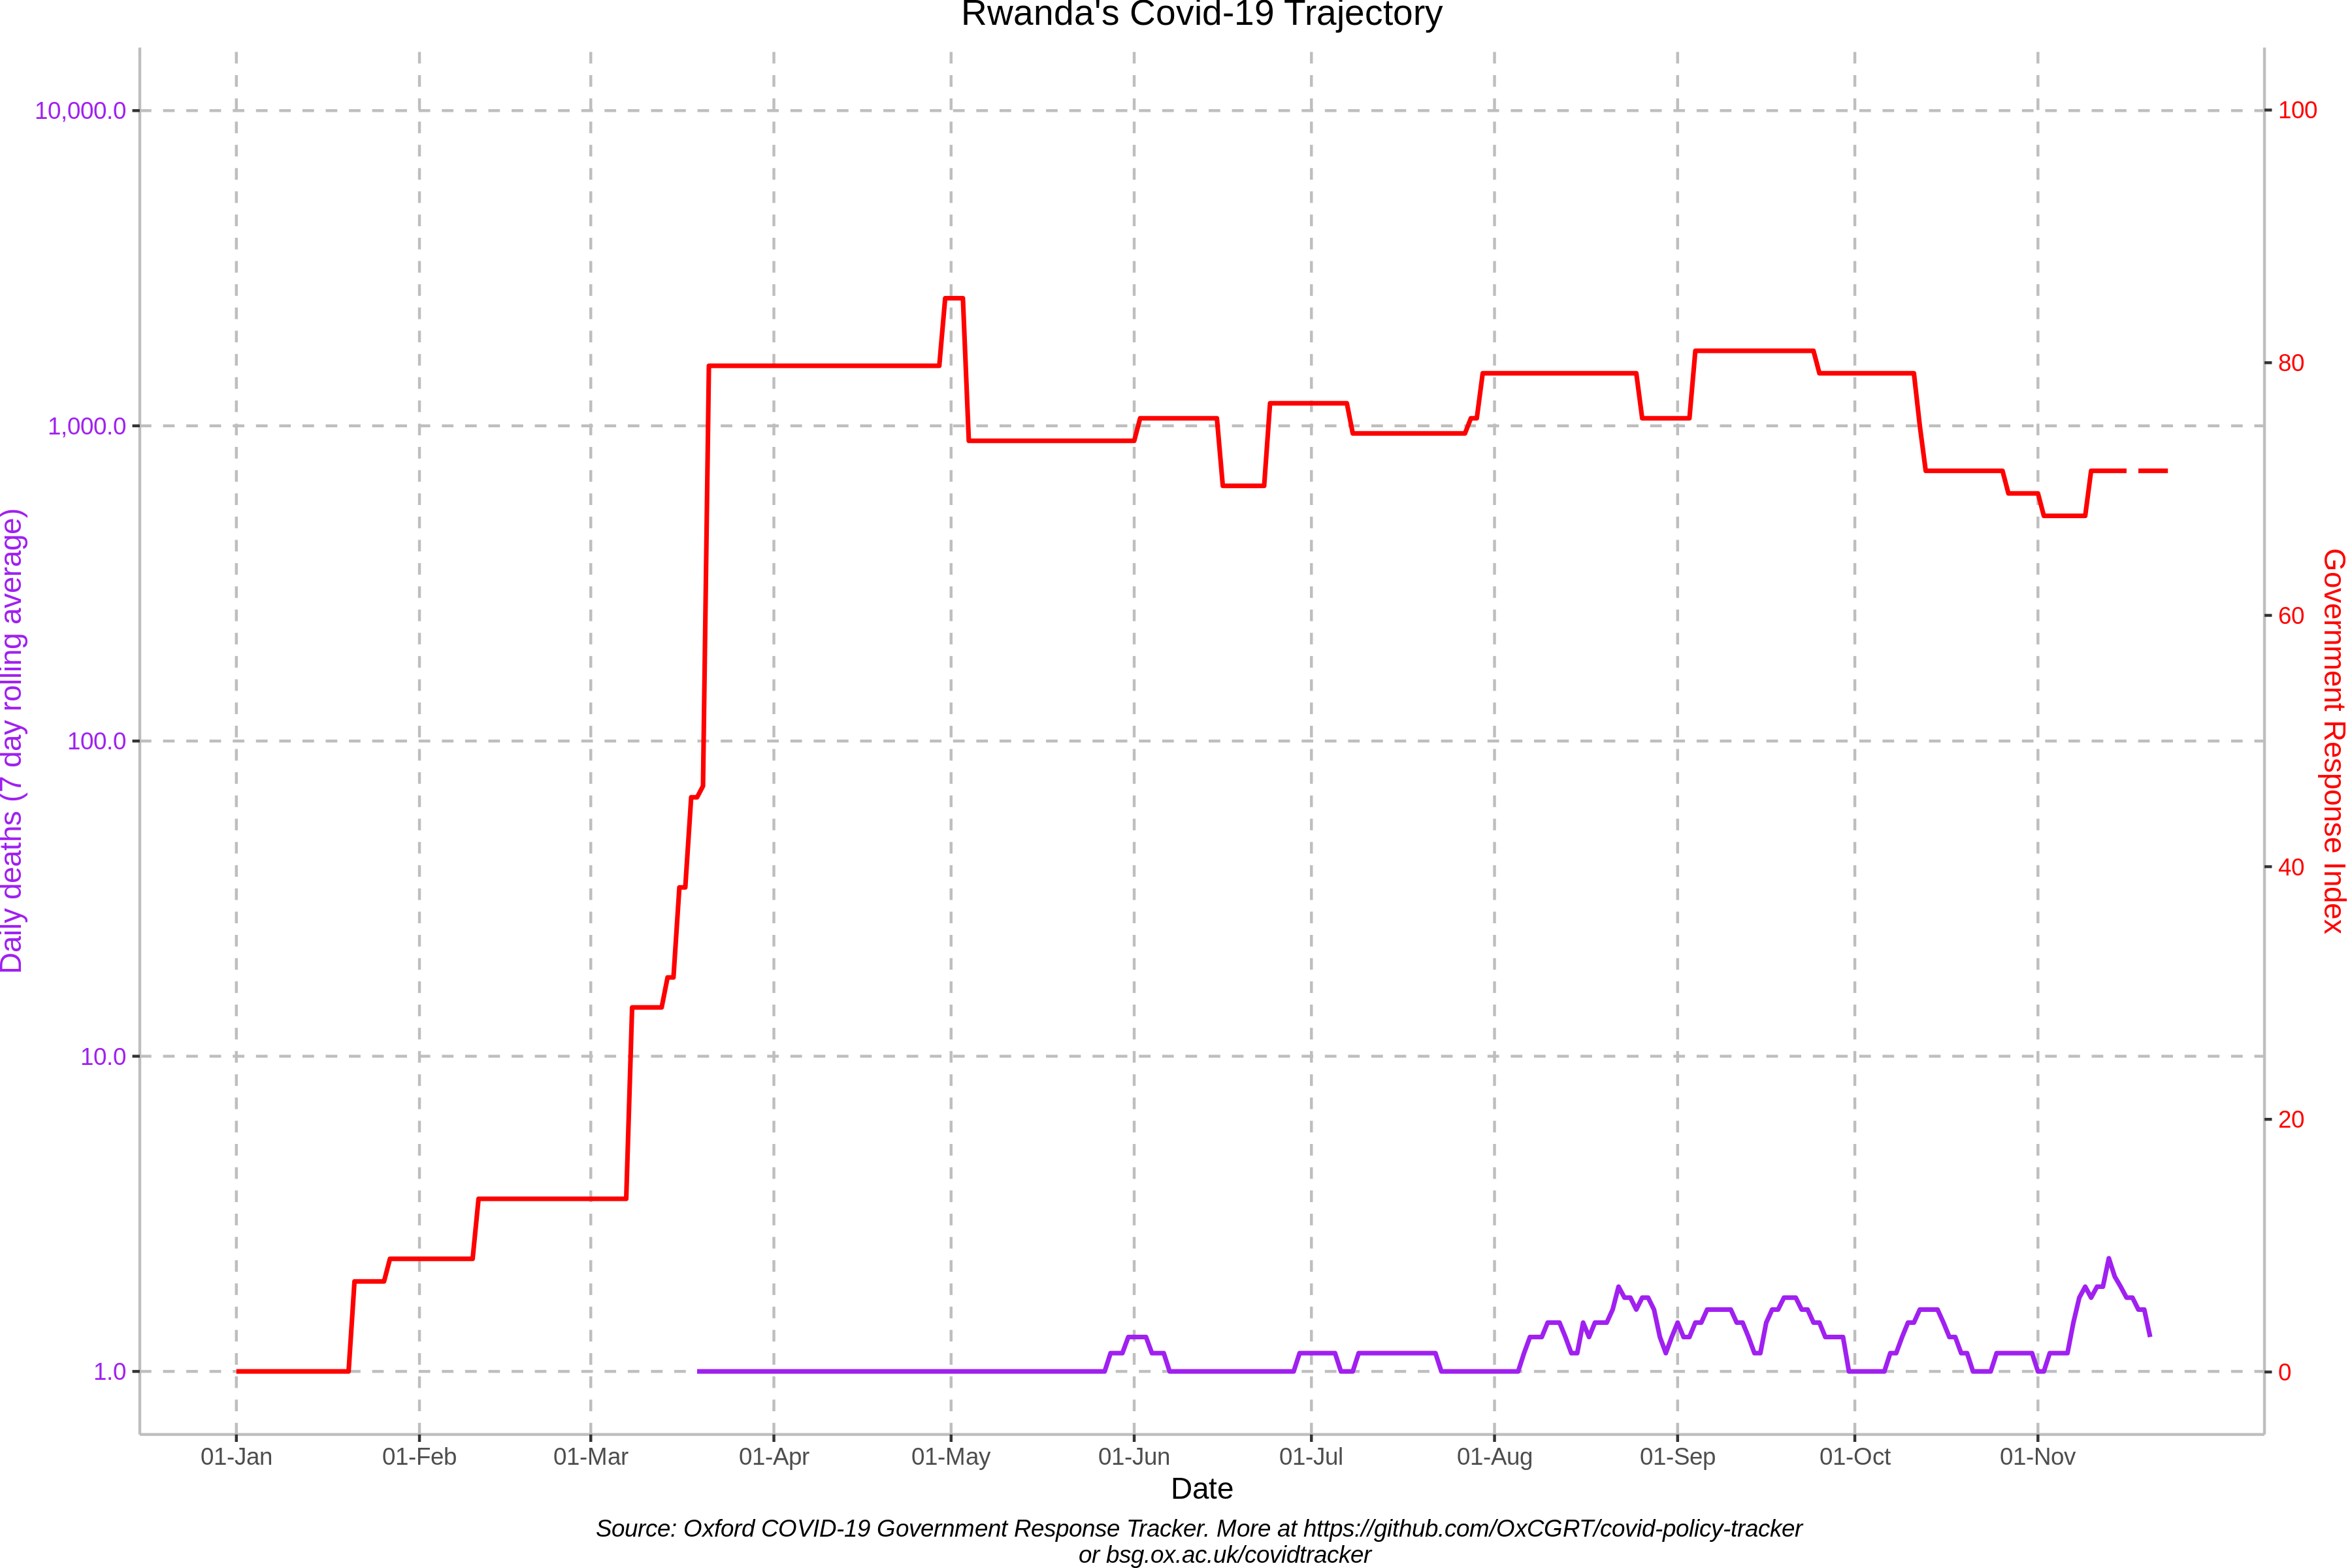 Rwanda's Covid-19 Trajectory
10,000.0
1,000.0
100.0
10.0
1.0
Daily deaths (7 day rolling average)
100
80
60
40
20
0
Government Response Index
01-Jan
01-Feb
01-Mar
01-Apr
01-May
01-Jun
01-Jul
01-Aug
01-Sep
01-Oct
01-Nov
Date
Source: Oxford COVID-19 Government Response Tracker. More at https://github.com/OxCGRT/covid-policy-tracker
or bsg.ox.ac.uk/covidtracker